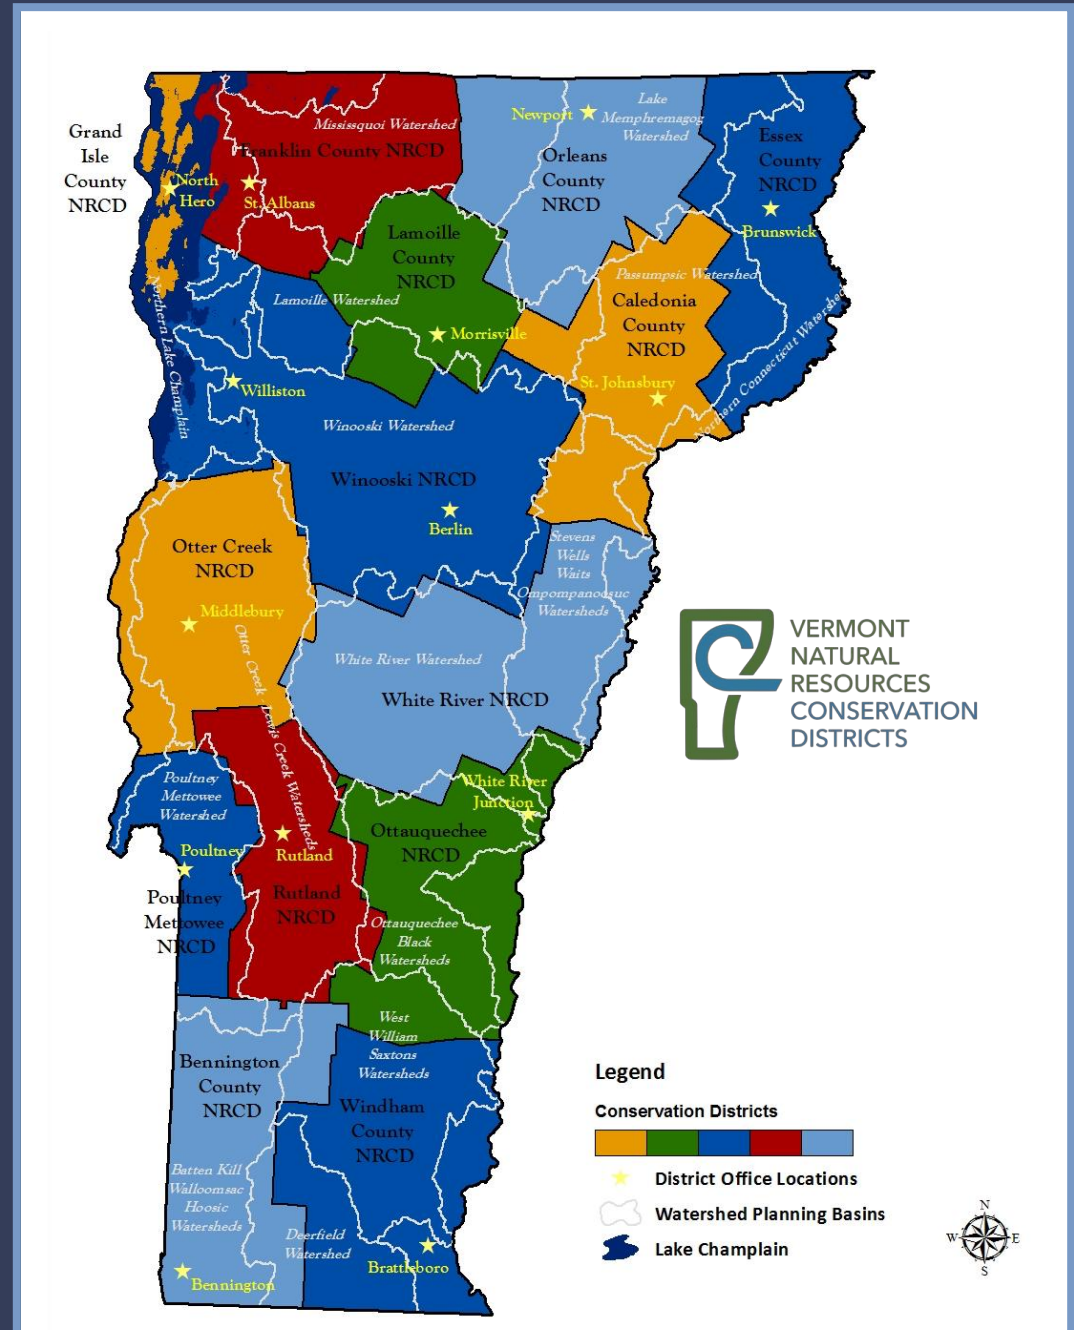 Grand
Isle
County
NRCD
North
Hero
Mississquoi Watershed
Franklin County NRCD
St. Albans
Newport
Lake
Memphremagog
Watershed
Orleans
County
NRCD
Essex
County
NRCD
Brunswick
Lamoille
County
NRCD
Lamoille Watershed
Morrisville
Passumpsic Watershed
Caledonia
County
NRCD
St. Johnsbury
Northern Connecticut Watershed
Northern Lake Champlain
Williston
Winooski Watershed
Winooski NRCD
Berlin
Otter Creek
NRCD
Middlebury
Otter Creek - Lewis Creek Watersheds
Stevens
Wells
Waits
Ompompanoosuc
Watersheds
White River Watershed
White River NRCD
VERMONT
NATURAL
RESOURCES
CONSERVATION
DISTRICTS
Poultney
Mettowee
Watershed
Poultney
Poultney
Mettowee
NRCD
Rutland
Rutland
NRCD
White River
Junction
Ottauquechee
NRCD
Ottauquechee
Black
Watersheds
West
William
Saxtons
Watersheds
Bennington
County
NRCD
Windham
County
NRCD
Batten Kill
Walloomsac
Hoosic
Watersheds
Deerfield
Watershed
Bennington
Brattleboro
Legend
Conservation Districts
District Office Locations
Watershed Planning Basins
Lake Champlain
N
W
E
S